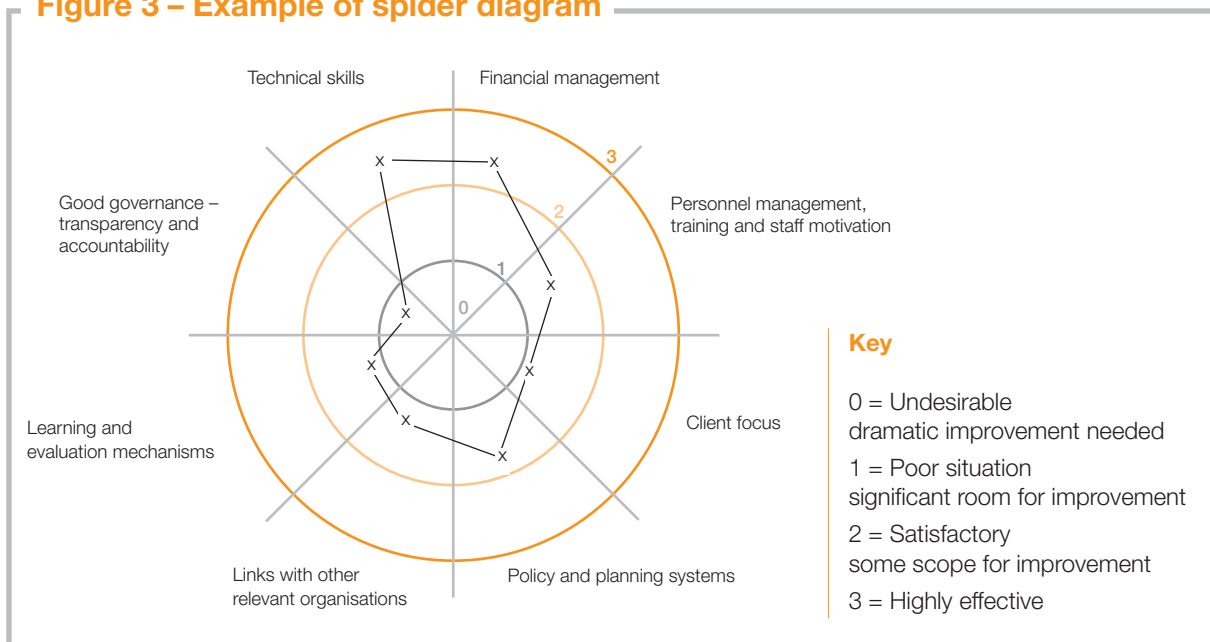 Figure 3 – Example of spider diagram
Technical skills
Financial management
3
Good governance –
transparency and
accountability
2
Personnel management,
training and staff motivation
1
0
x
x
x
x
x
x
x
x
Learning and
evaluation mechanisms
Client focus
Links with other
relevant organisations
Policy and planning systems
Key
0 = Undesirable
dramatic improvement needed
1 = Poor situation
significant room for improvement
2 = Satisfactory
some scope for improvement
3 = Highly effective